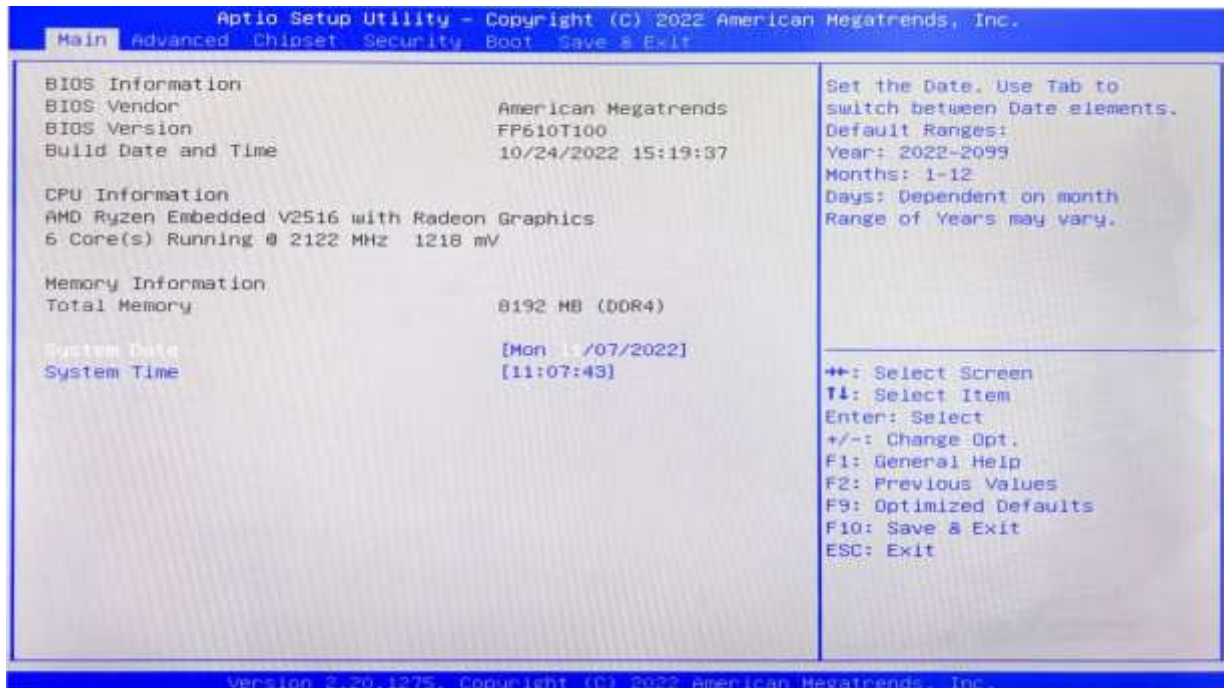 Aptio Setup Utility - Copyright (C) 2022 American Megatrends, Inc.
Main Advanced Chipset Security Boot Save & Exit
BIOS Information
BIOS Vendor American Megatrends
BIOS Version FP610T100
Build Date and Time 10/24/2022 15:19:37
CPU Information
AMD Ryzen Embedded V2516 with Radeon Graphics
6 Core(s) Running @ 2122 MHz 1218 mV
Memory Information
Total Memory 8192 MB (DDR4)
System Date [Mon /07/2022]
System Time [11:07:43]
Set the Date. Use Tab to
switch between Date elements.
Default Ranges:
Year: 2022-2099
Months: 1-12
Days: Dependent on month
Range of Years may vary.
→←: Select Screen
↑↓: Select Item
Enter: Select
+/-: Change Opt.
F1: General Help
F2: Previous Values
F9: Optimized Defaults
F10: Save & Exit
ESC: Exit
Version 2.20.1275. Copyright (C) 2022 American Megatrends, Inc.